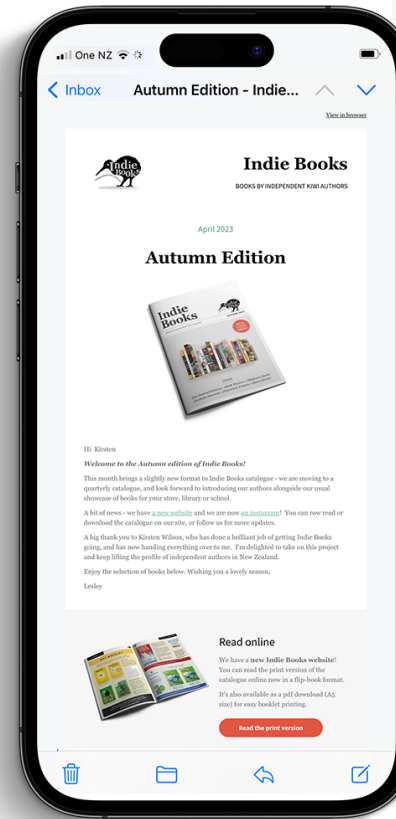 One NZ
Inbox
Autumn Edition - Indie...
View in browser
Indie Books
Indie Books
BOOKS BY INDEPENDENT KIWI AUTHORS
April 2023
Autumn Edition
Indie
Books
Hi Kirsten
Welcome to the Autumn edition of Indie Books!
This month brings a slightly new format to Indie Books catalogue - we are moving to a
quarterly catalogue, and look forward to introducing our authors alongside our usual
showcase of books for your store, library or school.
A bit of news - we have a new website and we are now on instagram! You can now read or
download the catalogue on our site, or follow us for more updates.
A big thank you to Kirsten Wilson, who has done a brilliant job of getting Indie Books
going, and has now handing everything over to me. I'm delighted to take on this project
and keep lifting the profile of independent authors in New Zealand.
Enjoy the selection of books below. Wishing you a lovely season,
Lesley
Read online
We have a new Indie Books website!
You can read the print version of the
catalogue online now in a flip-book format.
It's also available as a pdf download (A5
size) for easy booklet printing.
Read the print version